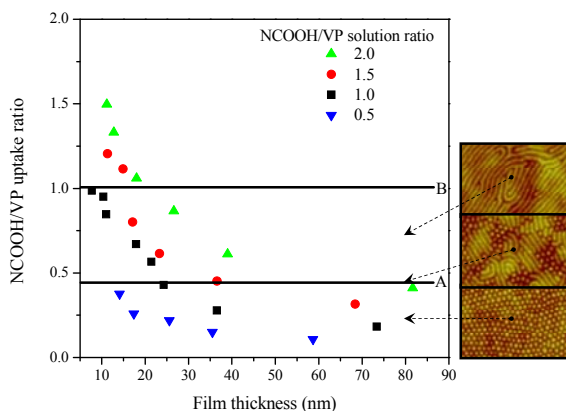 NCOOH/VP solution ratio
2.0
1.5
1.0
0.5
2.0
1.5
1.0
0.5
0.0
B
A
NCOOH/VP uptake ratio
5 10 20 30 40 50 60 70 80 90
Film thickness (nm)